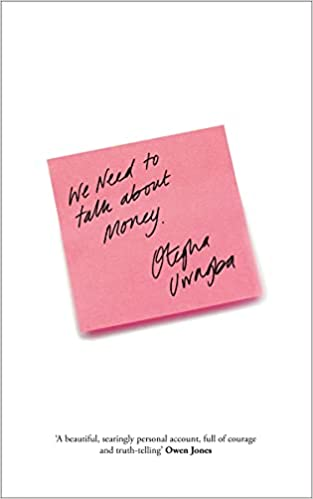 We Need to
talk about
Money.
Otegha
Uwagba
'A beautiful, searingly personal account, full of courage
and truth-telling' Owen Jones